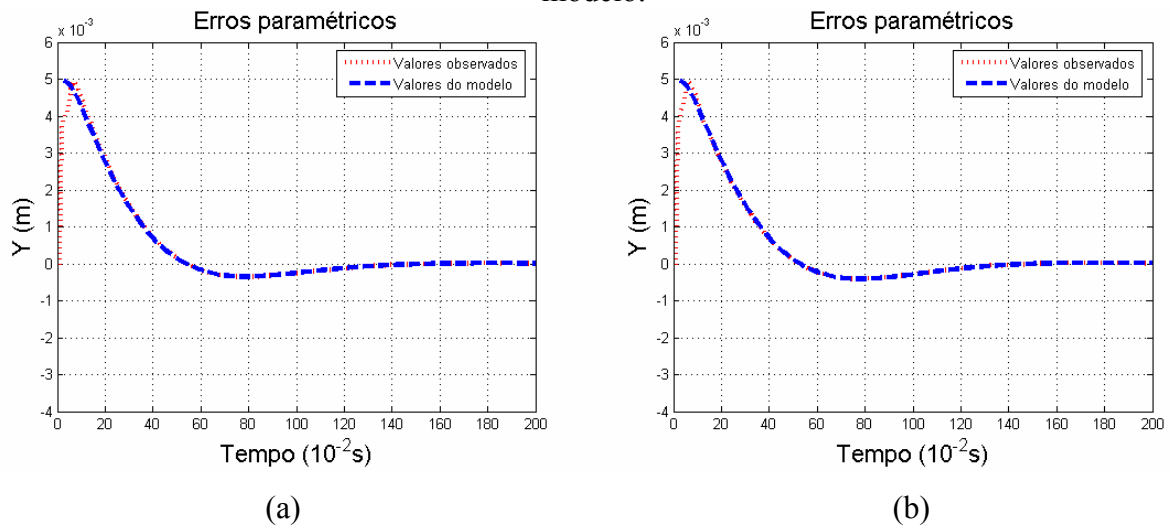 modelo.
Erros paramétricos
x 10-3
Valores observados
Valores do modelo
6
5
4
3
2
1
0
-1
-2
-3
-4
Y (m)
0 20 40 60 80 100 120 140 160 180 200
Tempo (10-2s)
(a)
Erros paramétricos
x 10-3
Valores observados
Valores do modelo
6
5
4
3
2
1
0
-1
-2
-3
-4
Y (m)
0 20 40 60 80 100 120 140 160 180 200
Tempo (10-2s)
(b)